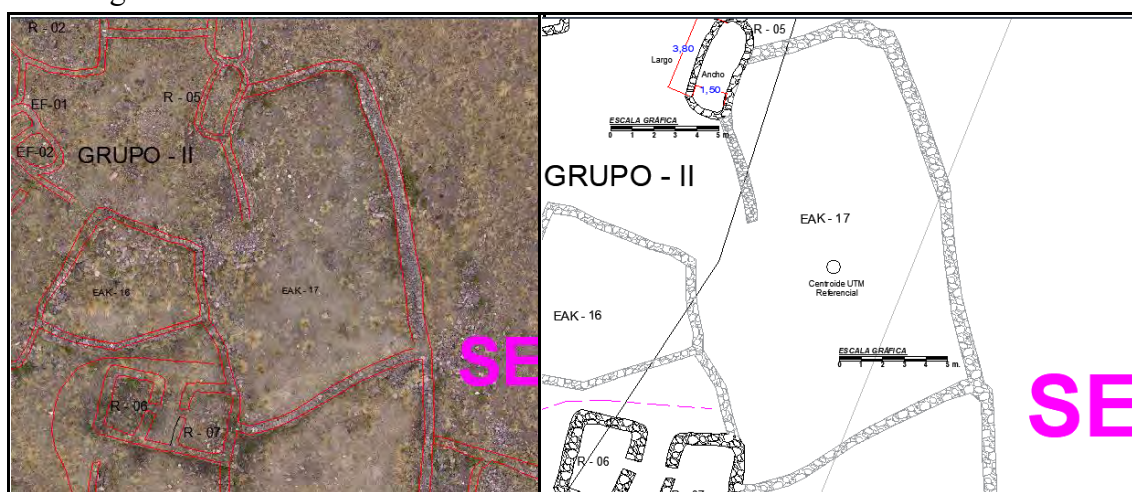 R - 02
R - 05
EF-01
EF-02
GRUPO - II
EAK - 16
EAK - 17
R - 06
R - 07
SE
R - 05
3,80
Largo
Ancho
1,50
ESCALA GRÁFICA
0 1 2 3 4 5 m.
GRUPO - II
EAK - 17
Centroide UTM
Referencial
EAK - 16
ESCALA GRÁFICA
0 1 2 3 4 5 m.
SE
R - 06